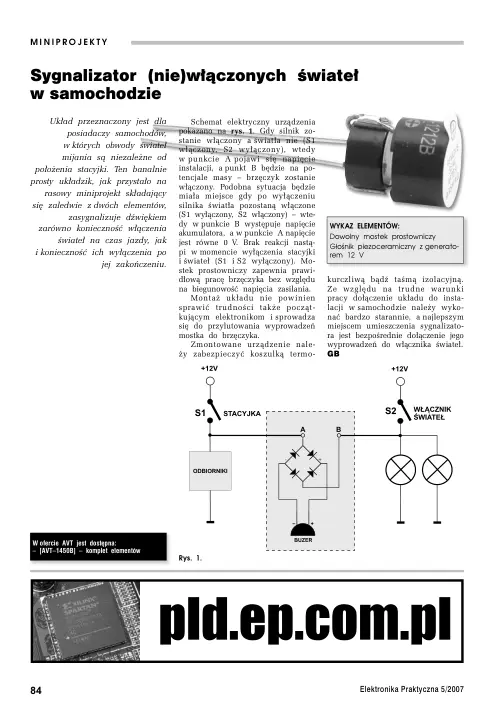 MINIPROJEKTY
Sygnalizator (nie)włączonych świateł
w samochodzie
Układ przeznaczony jest dla
posiadaczy samochodów,
w których obwody świateł
mijania są niezależne od
położenia stacyjki. Ten banalnie
prosty układzik, jak przystało na
rasowy miniprojekt składający
się zaledwie z dwóch elementów,
zasygnalizuje dźwiękiem
zarówno konieczność włączenia
świateł na czas jazdy, jak
i konieczność ich wyłączenia po
jej zakończeniu.
Schemat elektryczny urządzenia
pokazano na rys. 1. Gdy silnik zo-
stanie włączony a światła nie (S1
włączony, S2 wyłączony), wtedy
w punkcie A pojawi się napięcie
instalacji, a punkt B będzie na po-
tencjale masy – brzęczyk zostanie
włączony. Podobna sytuacja będzie
miała miejsce gdy po wyłączeniu
silnika światła pozostaną włączone
(S1 wyłączony, S2 włączony) – wte-
dy w punkcie B występuje napięcie
akumulatora, a w punkcie A napięcie
jest równe 0 V. Brak reakcji nastą-
pi w momencie wyłączenia stacyjki
i świateł (S1 i S2 wyłączony). Mo-
stek prostowniczy zapewnia prawi-
dłową pracę brzęczyka bez względu
na biegunowość napięcia zasilania.
Montaż układu nie powinien
sprawić trudności także począt-
kującym elektronikom i sprowadza
się do przylutowania wyprowadzeń
mostka do brzęczyka.
Zmontowane urządzenie nale-
ży zabezpieczyć koszulką termo-
12B
WYKAZ ELEMENTÓW:
Dowolny mostek prostowniczy
Głośnik piezoceramiczny z generato-
rem 12 V
kurczliwą bądź taśmą izolacyjną.
Ze względu na trudne warunki
pracy dołączenie układu do insta-
lacji w samochodzie należy wyko-
nać bardzo starannie, a najlepszym
miejscem umieszczenia sygnalizato-
ra jest bezpośrednie dołączenie jego
wyprowadzeń do włącznika świateł.
GB
+12V
+12V
S1
STACYJKA
S2
WŁĄCZNIK
ŚWIATEŁ
A
B
ODBIORNIKI
BUZER
Rys. 1.
W ofercie AVT jest dostępna:
– [AVT-1450B] – komplet elementów
pld.ep.com.pl
84
Elektronika Praktyczna 5/2007